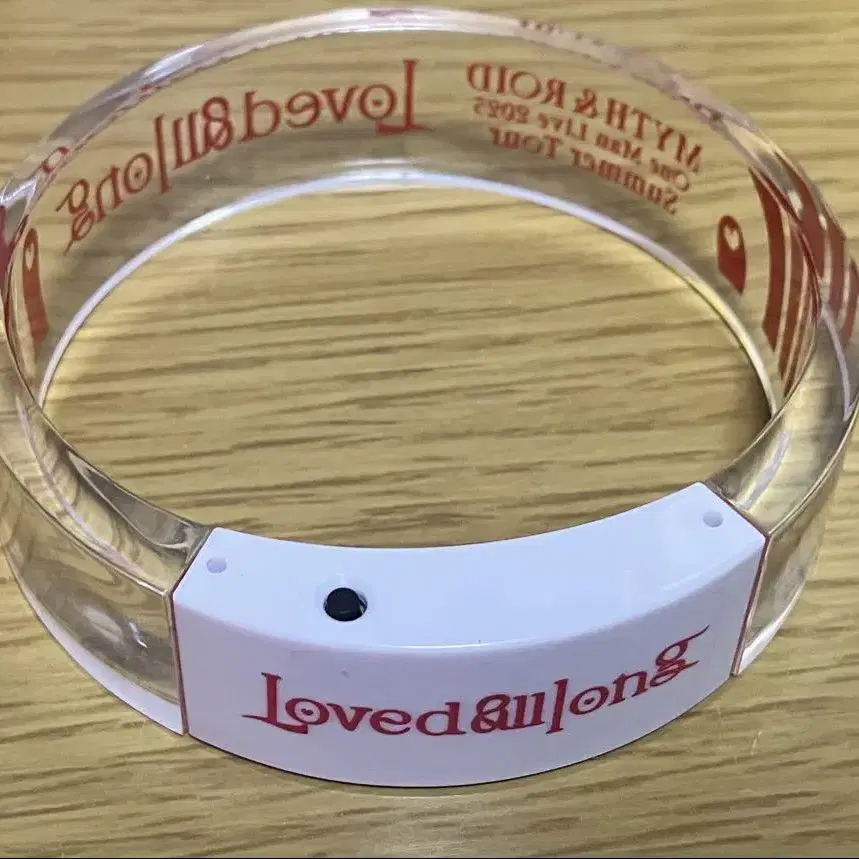 Loved&all long
MYTH & ROID
One Man Live 2025
Summer Tour
Loved&all long